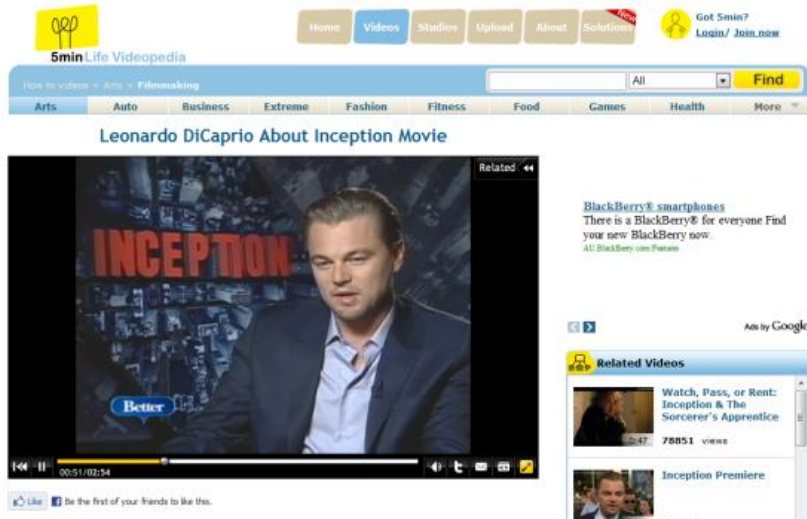 Home Videos Studios Upload About Solutions New
Got 5min?
Login/ Join now
5min Life Videopedia
How to videos » Arts » Filmmaking
All
Find
Arts Auto Business Extreme Fashion Fitness Food Games Health More
Leonardo DiCaprio About Inception Movie
Related
INCEPTION
Better
00:51/02:54
Like Be the first of your friends to like this.
BlackBerry® smartphones
There is a BlackBerry® for everyone Find
your new BlackBerry now.
AU.BlackBerry.com/Features
Ads by Google
Related Videos
Watch, Pass, or Rent:
Inception & The
Sorcerer's Apprentice
0:47 78851 views
Inception Premiere